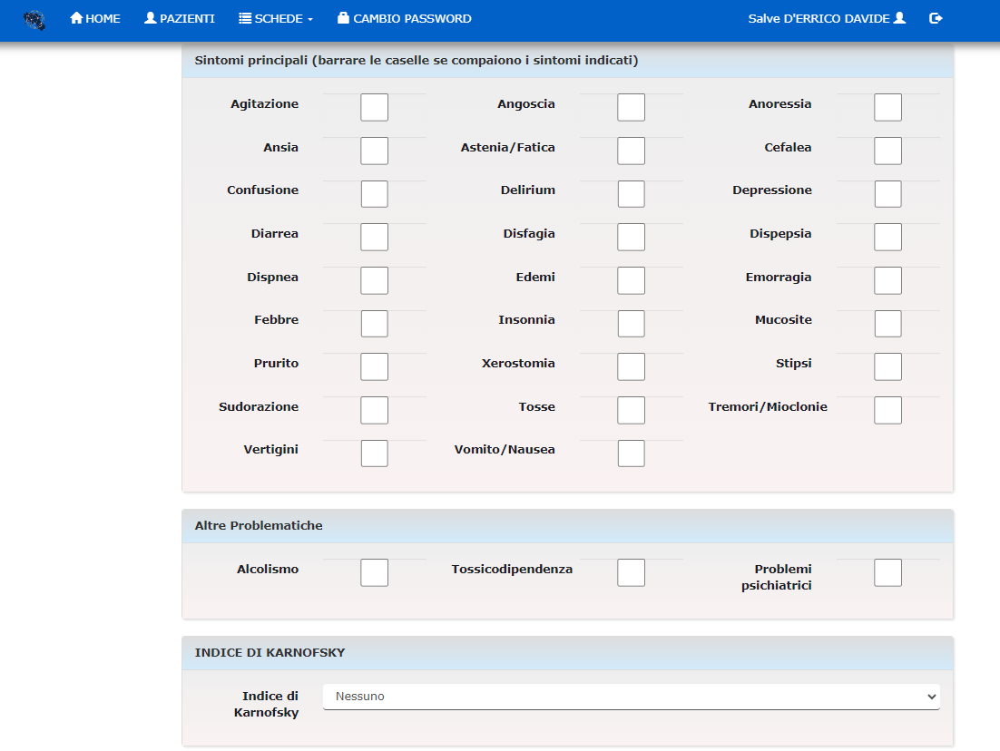 HOME PAZIENTI SCHEDE CAMBIO PASSWORD Salve D'ERRICO DAVIDE
Sintomi principali (barrare le caselle se compaiono i sintomi indicati)
Agitazione Angoscia Anoressia
Ansia Astenia/Fatica Cefalea
Confusione Delirium Depressione
Diarrea Disfagia Dispepsia
Dispnea Edemi Emorragia
Febbre Insonnia Mucosite
Prurito Xerostomia Stipsi
Sudorazione Tosse Tremori/Mioclonie
Vertigini Vomito/Nausea
Altre Problematiche
Alcolismo Tossicodipendenza Problemi
psichiatrici
INDICE DI KARNOFSKY
Indice di Nessuno
Karnofsky